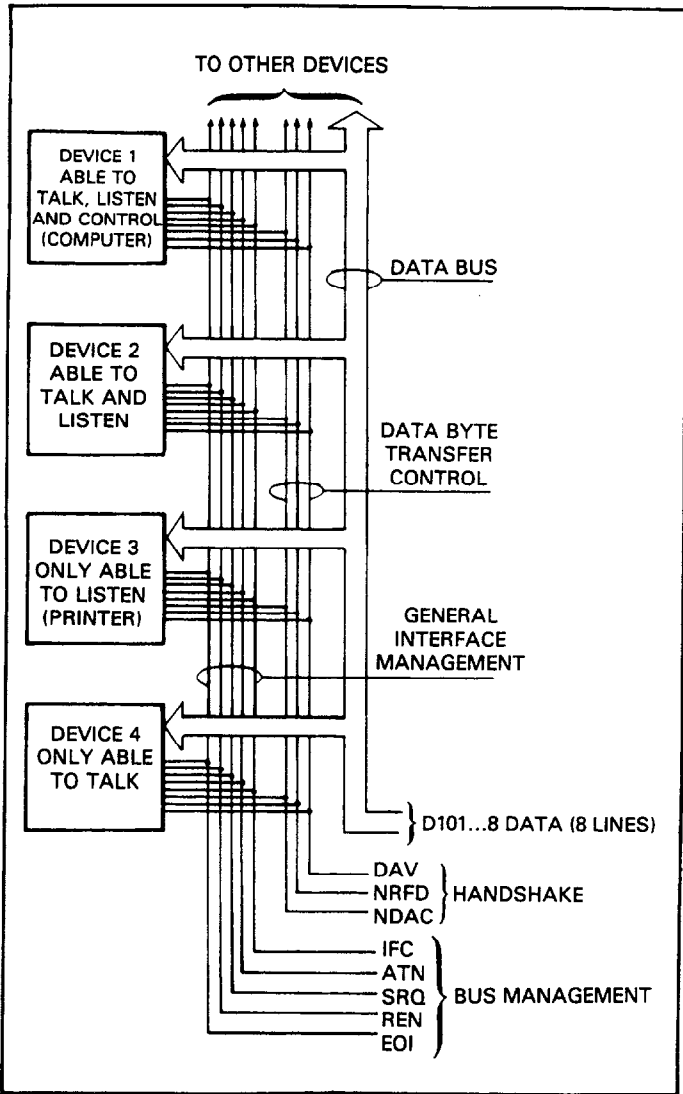 TO OTHER DEVICES
DEVICE 1
ABLE TO
TALK, LISTEN
AND CONTROL
(COMPUTER)
DATA BUS
DEVICE 2
ABLE TO
TALK AND
LISTEN
DATA BYTE
TRANSFER
CONTROL
DEVICE 3
ONLY ABLE
TO LISTEN
(PRINTER)
GENERAL
INTERFACE
MANAGEMENT
DEVICE 4
ONLY ABLE
TO TALK
D101...8 DATA (8 LINES)
DAV
NRFD
NDAC
HANDSHAKE
IFC
ATN
SRQ
REN
EOI
BUS MANAGEMENT